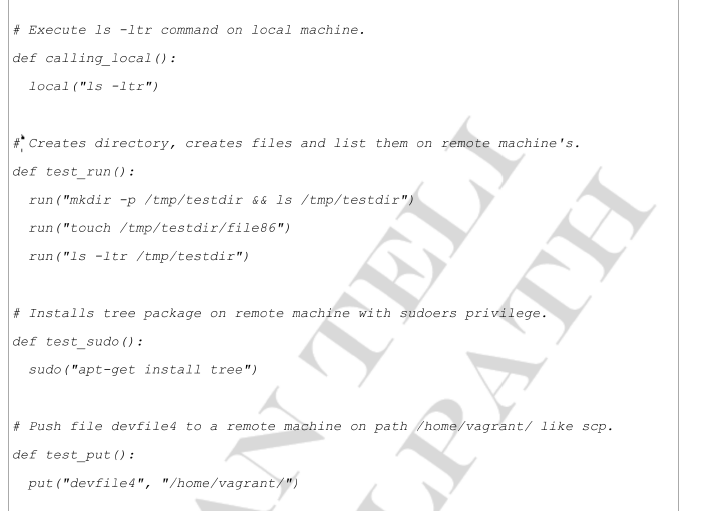 # Execute ls -ltr command on local machine.
def calling_local():
  local("ls -ltr")
# Creates directory, creates files and list them on remote machine's.
def test_run():
  run("mkdir -p /tmp/testdir && ls /tmp/testdir")
  run("touch /tmp/testdir/file86")
  run("ls -ltr /tmp/testdir")
# Installs tree package on remote machine with sudoers privilege.
def test_sudo():
  sudo("apt-get install tree")
# Push file devfile4 to a remote machine on path /home/vagrant/ like scp.
def test_put():
  put("devfile4", "/home/vagrant/")
AN TELI
LPATH